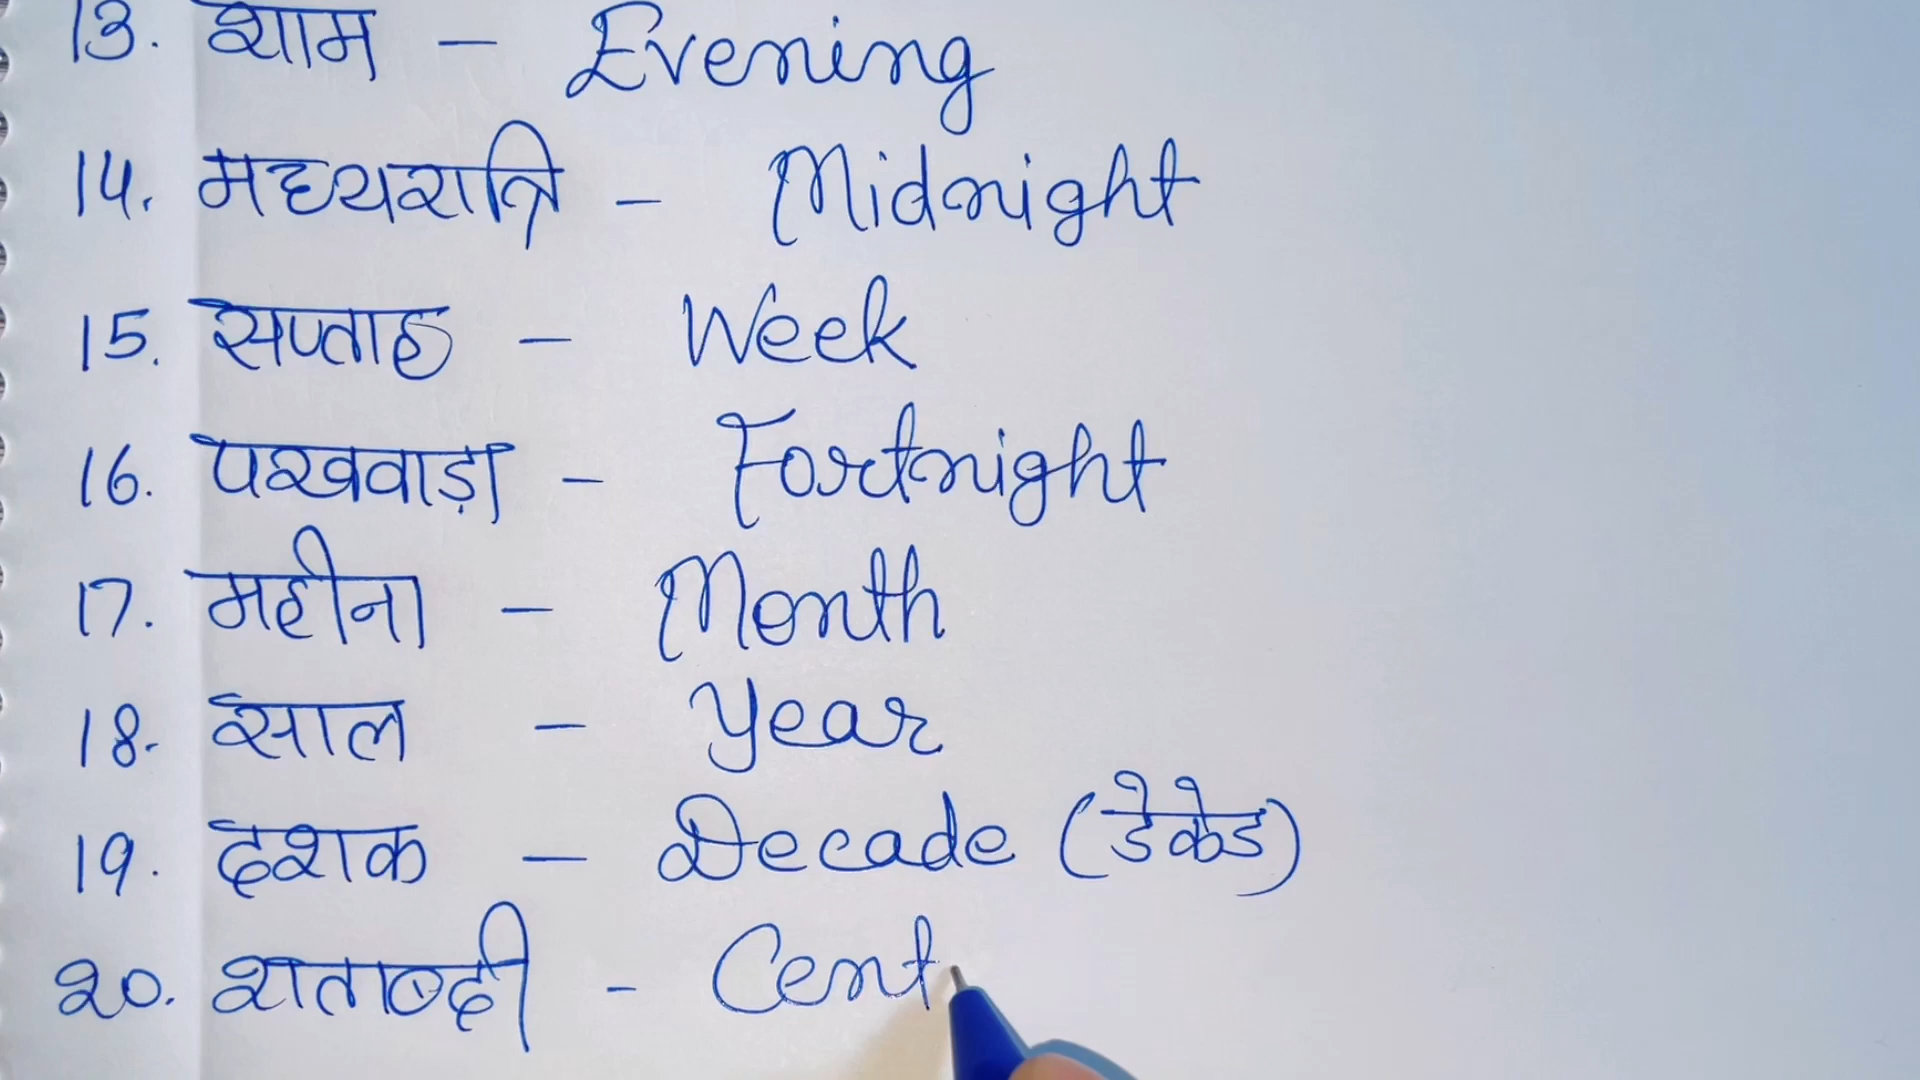 13. शाम - Evening
14. मध्यरात्रि - Midnight
15. सप्ताह - Week
16. पखवाड़ा - Fortnight
17. महीना - Month
18. साल - Year
19. दशक - Decade (डेकेड)
20. शताब्दी - Cent